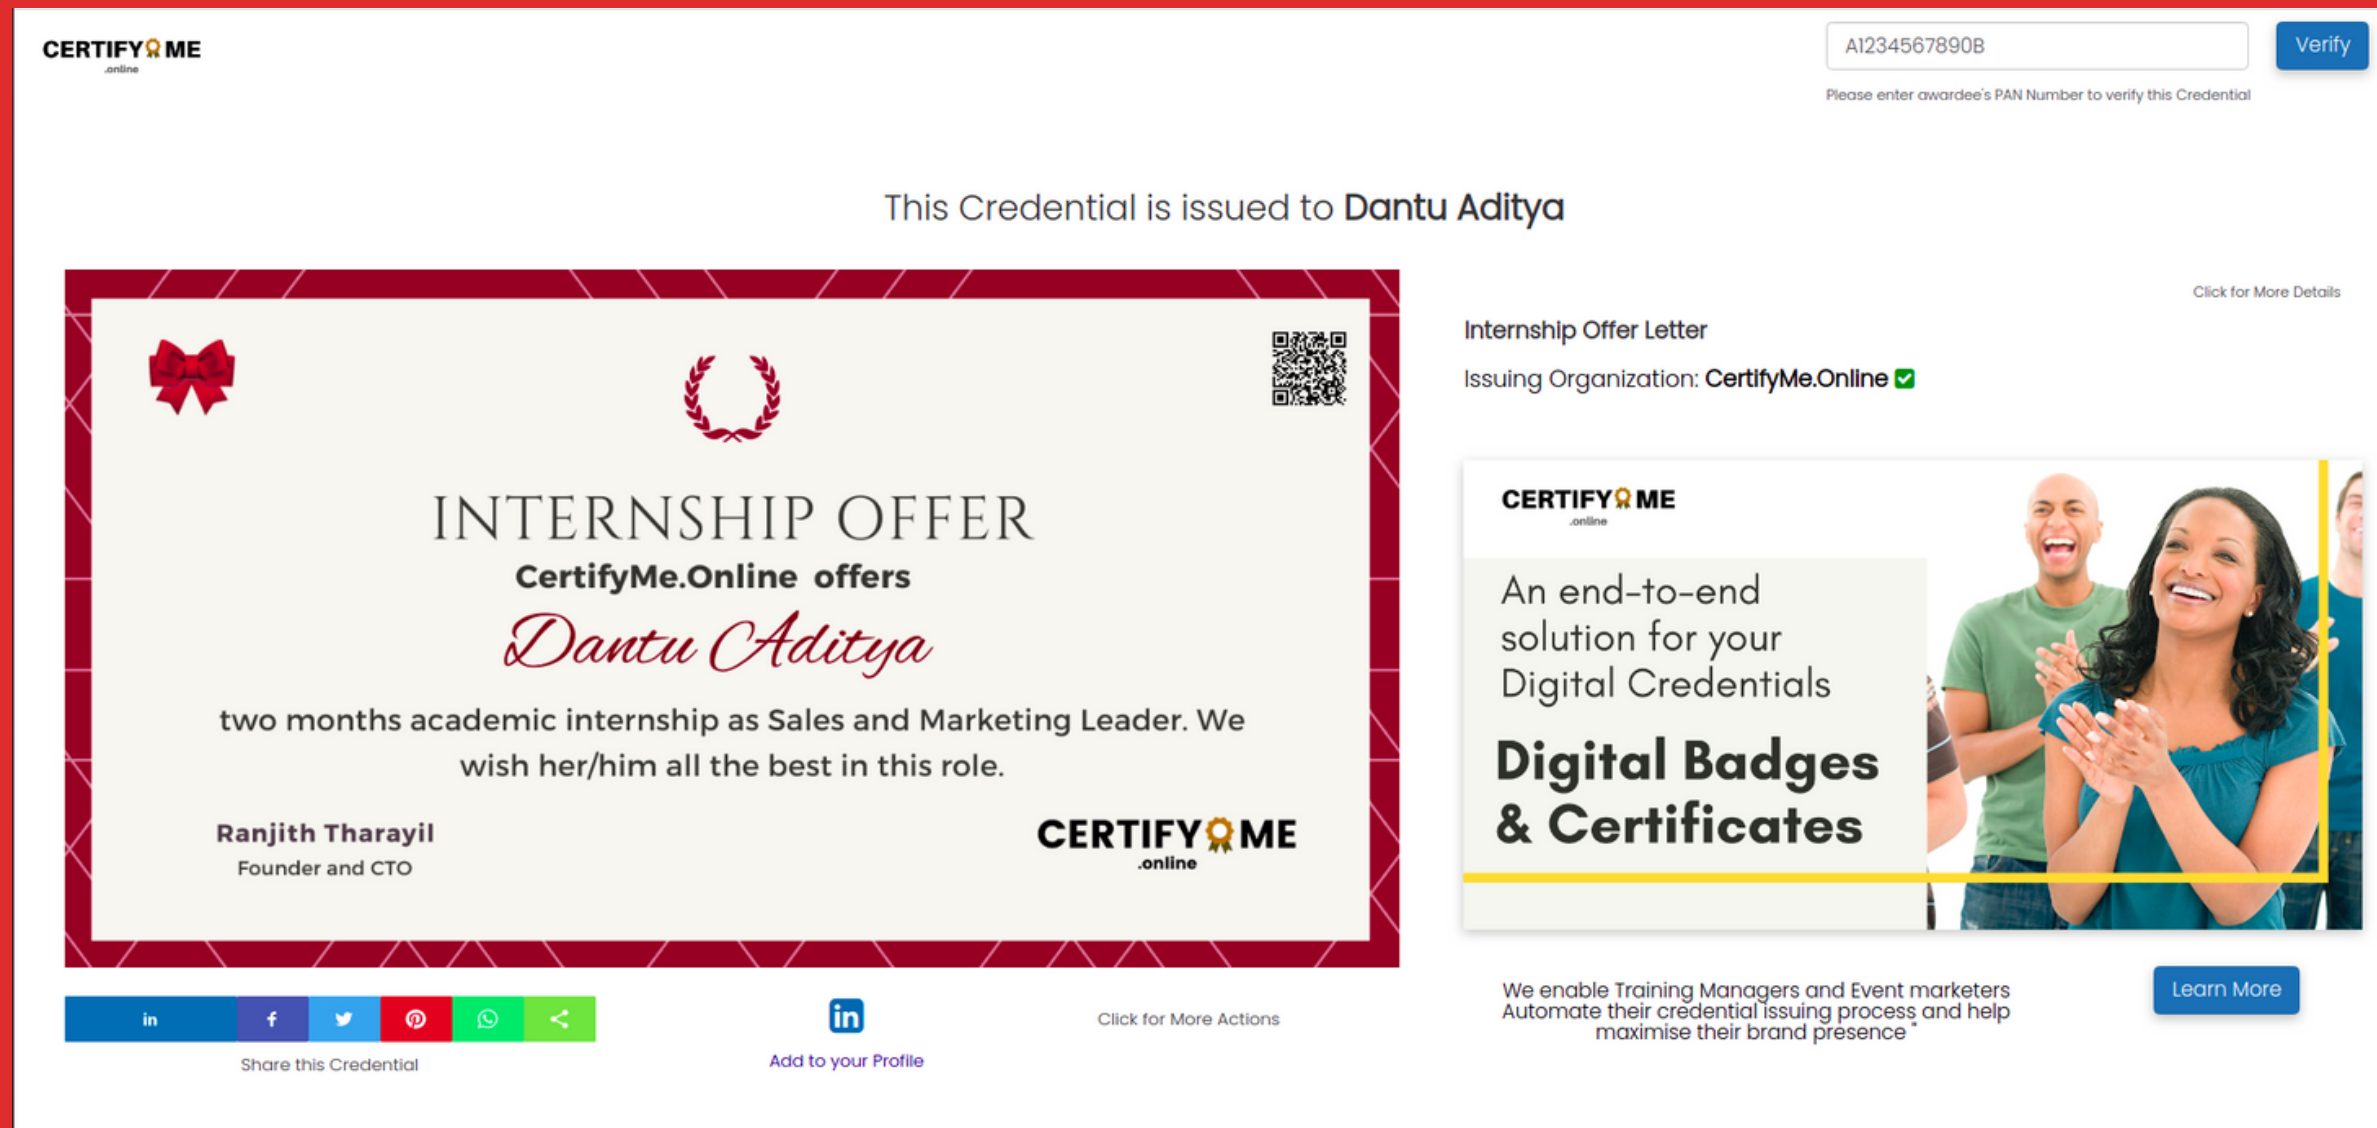 CERTIFY ME
.online
A1234567890B
Verify
Please enter awardee's PAN Number to verify this Credential
This Credential is issued to Dantu Aditya
INTERNSHIP OFFER
CertifyMe.Online offers
Dantu Aditya
two months academic internship as Sales and Marketing Leader. We
wish her/him all the best in this role.
Ranjith Tharayil
Founder and CTO
CERTIFY ME
.online
Click for More Details
Internship Offer Letter
Issuing Organization: CertifyMe.Online
CERTIFY ME
.online
An end-to-end
solution for your
Digital Credentials
Digital Badges
& Certificates
in
f
Share this Credential
in
Add to your Profile
Click for More Actions
We enable Training Managers and Event marketers
Automate their credential issuing process and help
maximise their brand presence "
Learn More